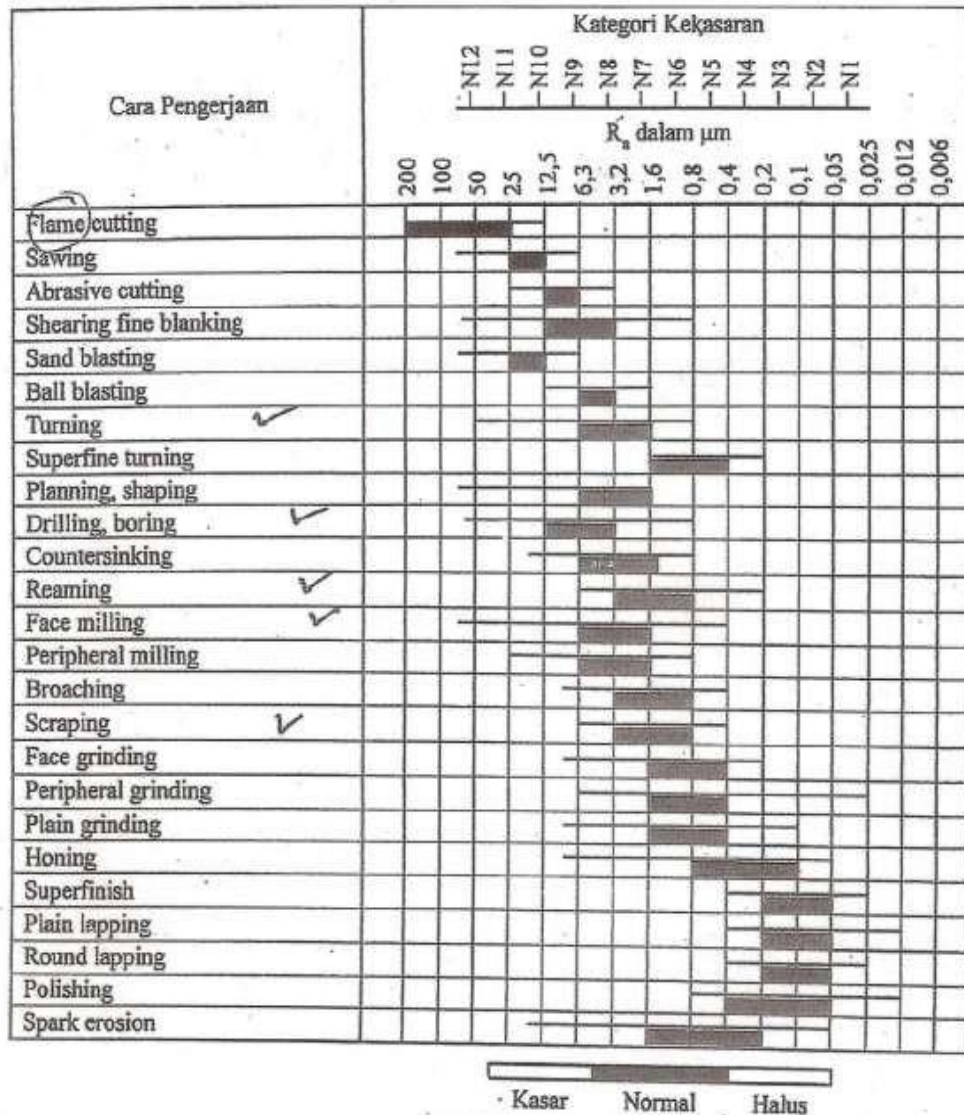 Kategori Kekasaran
N12 N11 N10 N9 N8 N7 N6 N5 N4 N3 N2 N1
Cara Pengerjaan
Ra dalam µm
200 100 50 25 12,5 6,3 3,2 1,6 0,8 0,4 0,2 0,1 0,05 0,025 0,012 0,006
Flame cutting
Sawing
Abrasive cutting
Shearing fine blanking
Sand blasting
Ball blasting
Turning
Superfine turning
Planning, shaping
Drilling, boring
Countersinking
Reaming
Face milling
Peripheral milling
Broaching
Scraping
Face grinding
Peripheral grinding
Plain grinding
Honing
Superfinish
Plain lapping
Round lapping
Polishing
Spark erosion
Kasar Normal Halus